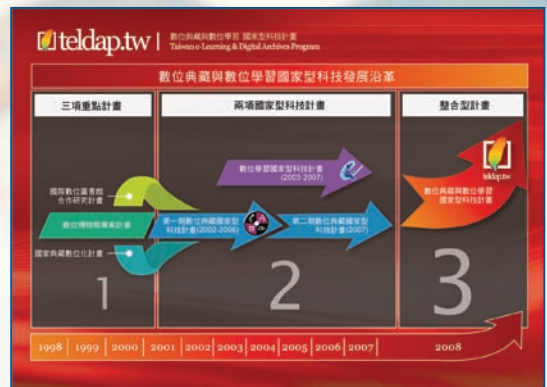 teldap.tw
數位典藏與數位學習 國家型科技計畫
Taiwan e-Learning & Digital Archives Program
數位典藏與數位學習國家型科技發展沿革
三項重點計畫
兩項國家型科技計畫
整合型計畫
國際數位圖書館
合作研究計畫
數位博物館專案計畫
國家典藏數位化計畫
1
數位學習國家型科技計畫
(2003-2007)
第一期數位典藏國家型
科技計畫(2002-2006)
第二期數位典藏國家型
科技計畫(2007)
2
teldap.tw
數位典藏與數位學習
國家型科技計畫
3
1998 1999 2000 2001 2002 2003 2004 2005 2006 2007 2008